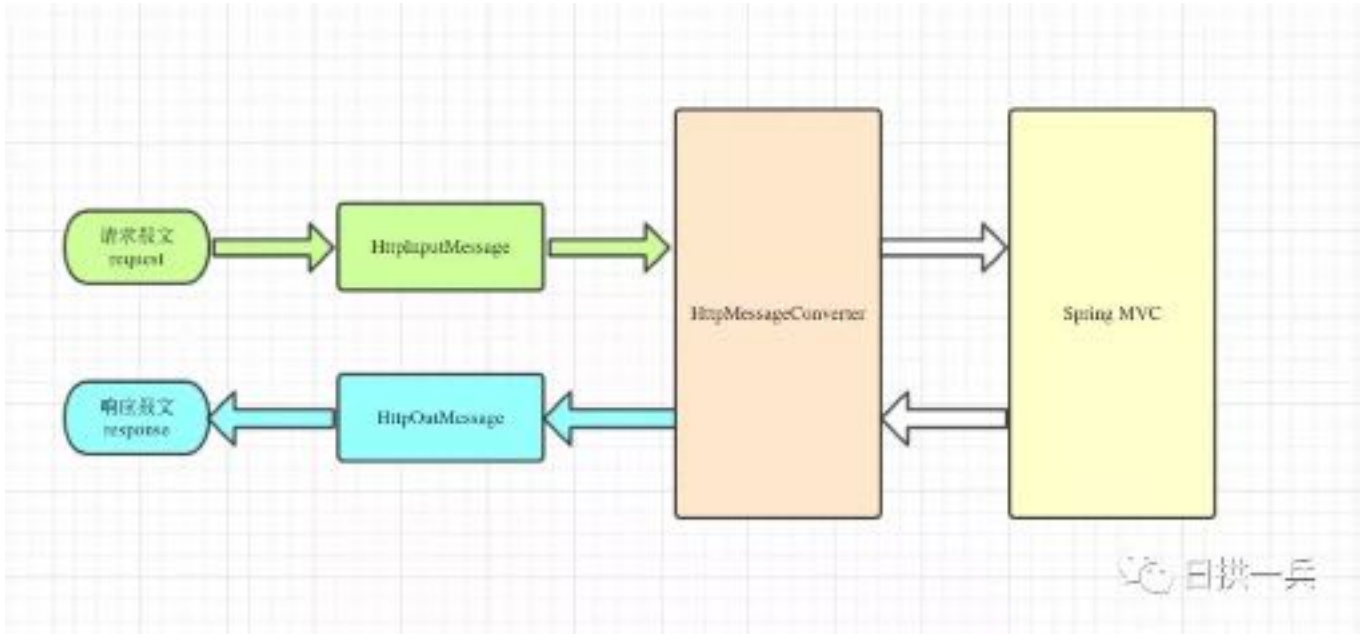 请求报文
request
HttpInputMessage
HttpMessageConverter
Spring MVC
响应报文
response
HttpOutMessage
日拱一兵